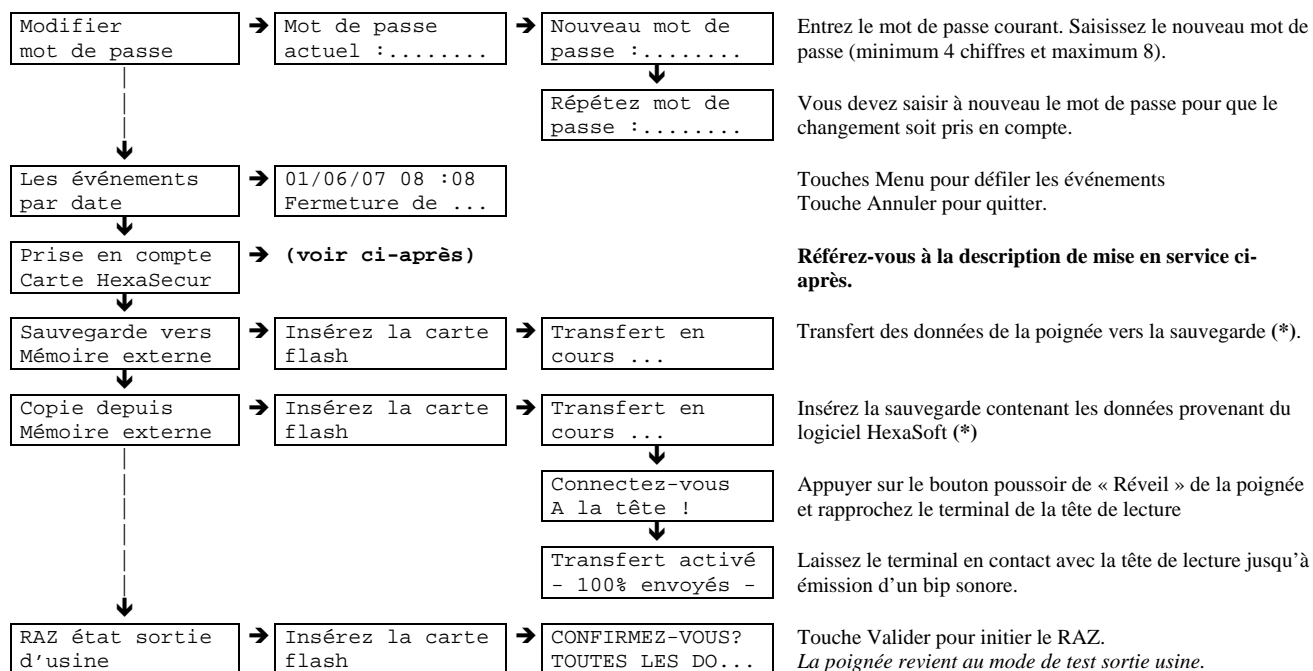 Modifier
mot de passe
Mot de passe
actuel :........
Nouveau mot de
passe :........
Entrez le mot de passe courant. Saisissez le nouveau mot de
passe (minimum 4 chiffres et maximum 8).
Répétez mot de
passe :........
Vous devez saisir à nouveau le mot de passe pour que le
changement soit pris en compte.
Les événements
par date
01/06/07 08 :08
Fermeture de ...
Touches Menu pour défiler les événements
Touche Annuler pour quitter.
Prise en compte
Carte HexaSecur
(voir ci-après)
Référez-vous à la description de mise en service ci-
après.
Sauvegarde vers
Mémoire externe
Insérez la carte
flash
Transfert en
cours ...
Transfert des données de la poignée vers la sauvegarde (*).
Copie depuis
Mémoire externe
Insérez la carte
flash
Transfert en
cours ...
Insérez la sauvegarde contenant les données provenant du
logiciel HexaSoft (*)
Connectez-vous
A la tête !
Appuyer sur le bouton poussoir de « Réveil » de la poignée
et rapprochez le terminal de la tête de lecture
Transfert activé
- 100% envoyés -
Laissez le terminal en contact avec la tête de lecture jusqu'à
émission d'un bip sonore.
RAZ état sortie
d'usine
Insérez la carte
flash
CONFIRMEZ-VOUS?
TOUTES LES DO...
Touche Valider pour initier le RAZ.
La poignée revient au mode de test sortie usine.